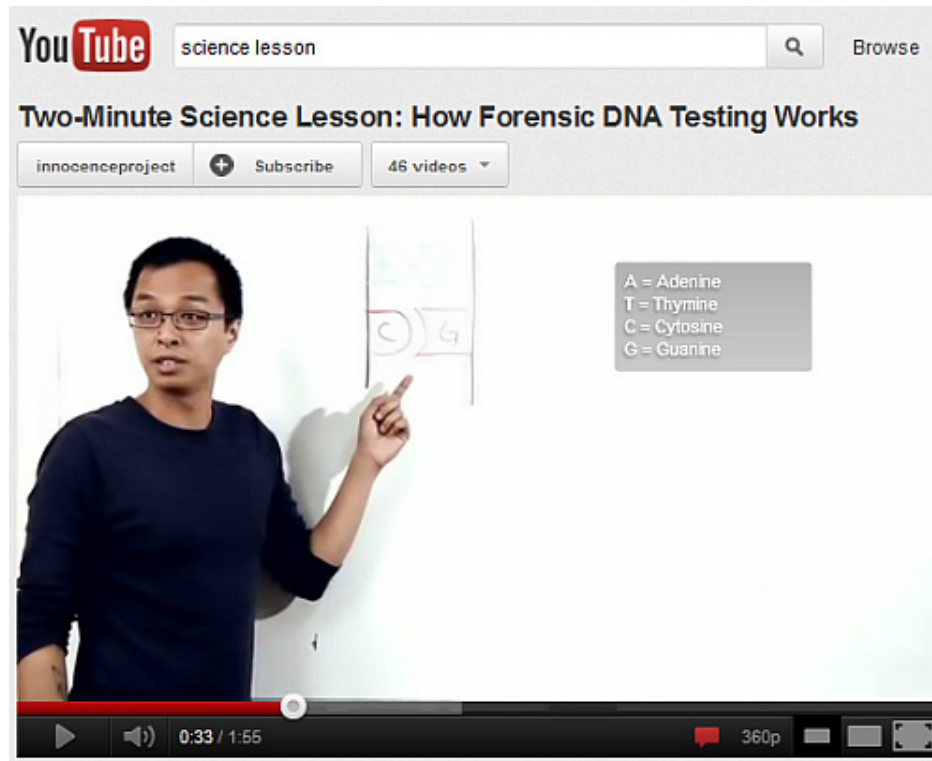 YouTube science lesson Browse
Two-Minute Science Lesson: How Forensic DNA Testing Works
innocenceproject Subscribe 46 videos
A = Adenine
T = Thymine
C = Cytosine
G = Guanine
C G
0:33 / 1:55 360p